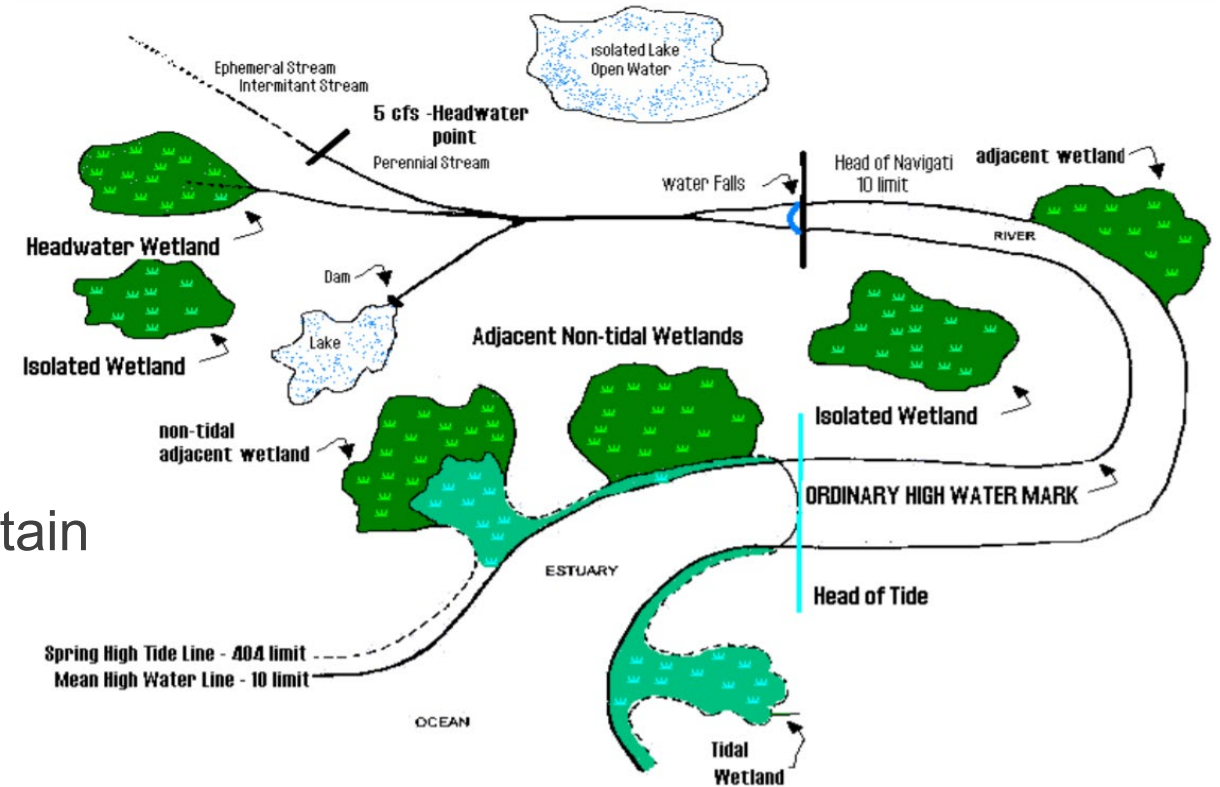 Isolated Lake
Open Water
Ephemeral Stream
Intermitant Stream
5 cfs -Headwater
point
Perennial Stream
Head of Navigati
10 limit
adjacent wetland
water Falls
RIVER
Headwater Wetland
Dam
Lake
Isolated Wetland
Adjacent Non-tidal Wetlands
Isolated Wetland
non-tidal
adjacent wetland
ORDINARY HIGH WATER MARK
tain
ESTUARY
Head of Tide
Spring High Tide Line - 404 limit
Mean High Water Line - 10 limit
OCEAN
Tidal
Wetland